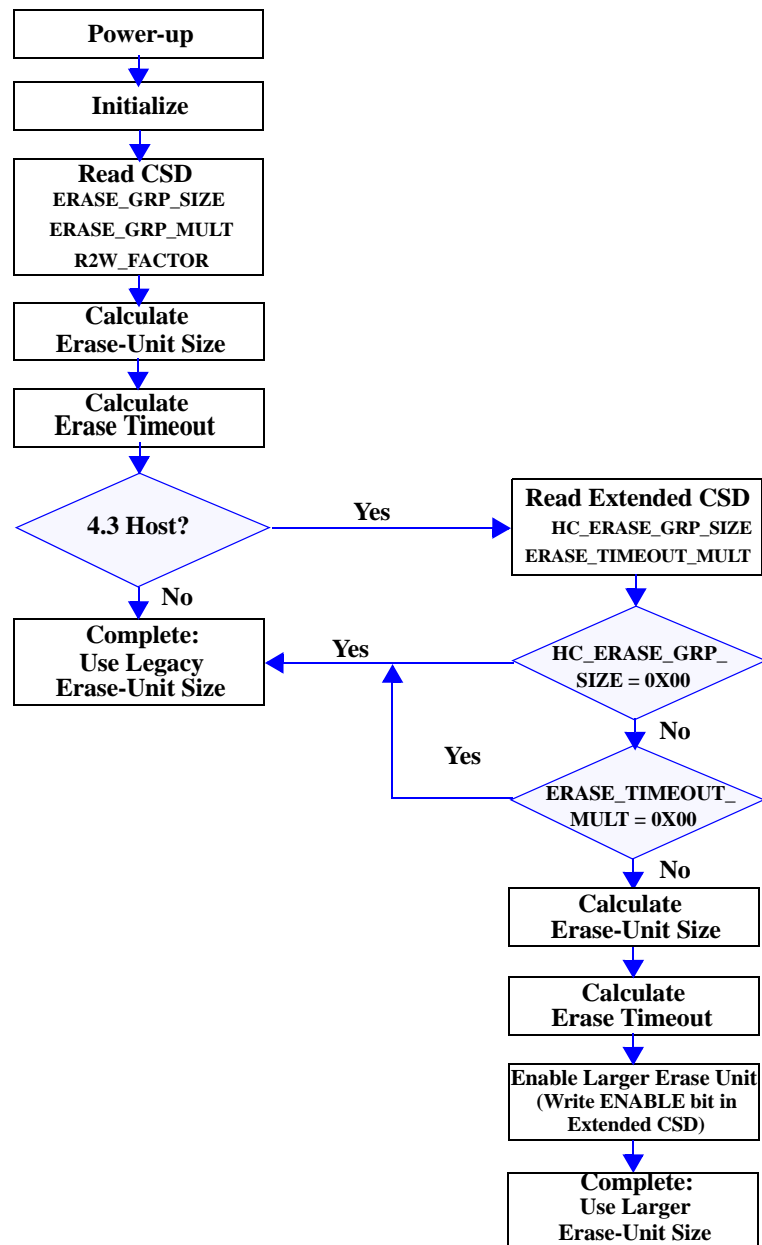 Power-up
Initialize
Read CSD
ERASE_GRP_SIZE
ERASE_GRP_MULT
R2W_FACTOR
Calculate
Erase-Unit Size
Calculate
Erase Timeout
4.3 Host?
Yes
No
Complete:
Use Legacy
Erase-Unit Size
Read Extended CSD
HC_ERASE_GRP_SIZE
ERASE_TIMEOUT_MULT
HC_ERASE_GRP_
SIZE = 0X00
Yes
No
ERASE_TIMEOUT_
MULT = 0X00
Yes
No
Calculate
Erase-Unit Size
Calculate
Erase Timeout
Enable Larger Erase Unit
(Write ENABLE bit in
Extended CSD)
Complete:
Use Larger
Erase-Unit Size